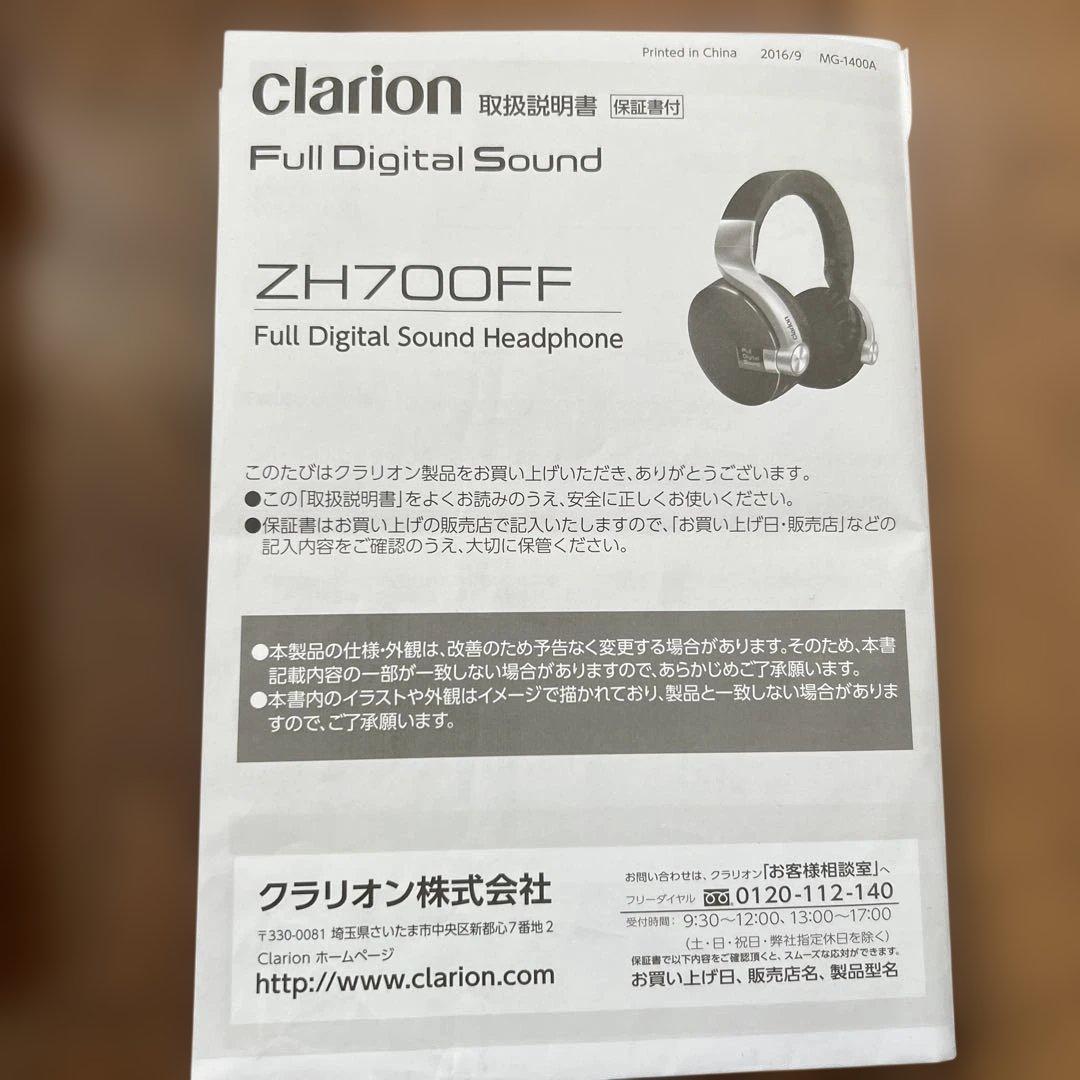 Printed in China 2016/9 MG-1400A
clarion 取扱説明書 保証書付
Full Digital Sound
ZH700FF
Full Digital Sound Headphone
clarion
Full
Digital
Sound
このたびはクラリオン製品をお買い上げいただき、ありがとうございます。
●この「取扱説明書」をよくお読みのうえ、安全に正しくお使いください。
●保証書はお買い上げの販売店で記入いたしますので、「お買い上げ日・販売店」などの
記入内容をご確認のうえ、大切に保管ください。
●本製品の仕様・外観は、改善のため予告なく変更する場合があります。そのため、本書
記載内容の一部が一致しない場合がありますので、あらかじめご了承願います。
●本書内のイラストや外観はイメージで描かれており、製品と一致しない場合がありま
すので、ご了承願います。
クラリオン株式会社
〒330-0081 埼玉県さいたま市中央区新都心7番地2
Clarion ホームページ
http://www.clarion.com
お問い合わせは、クラリオン「お客様相談室」へ
フリーダイヤル 0120-112-140
受付時間: 9:30〜12:00、13:00〜17:00
(土・日・祝日・弊社指定休日を除く)
保証書で以下内容をご確認頂くと、スムーズな応対ができます。
お買い上げ日、販売店名、製品型名